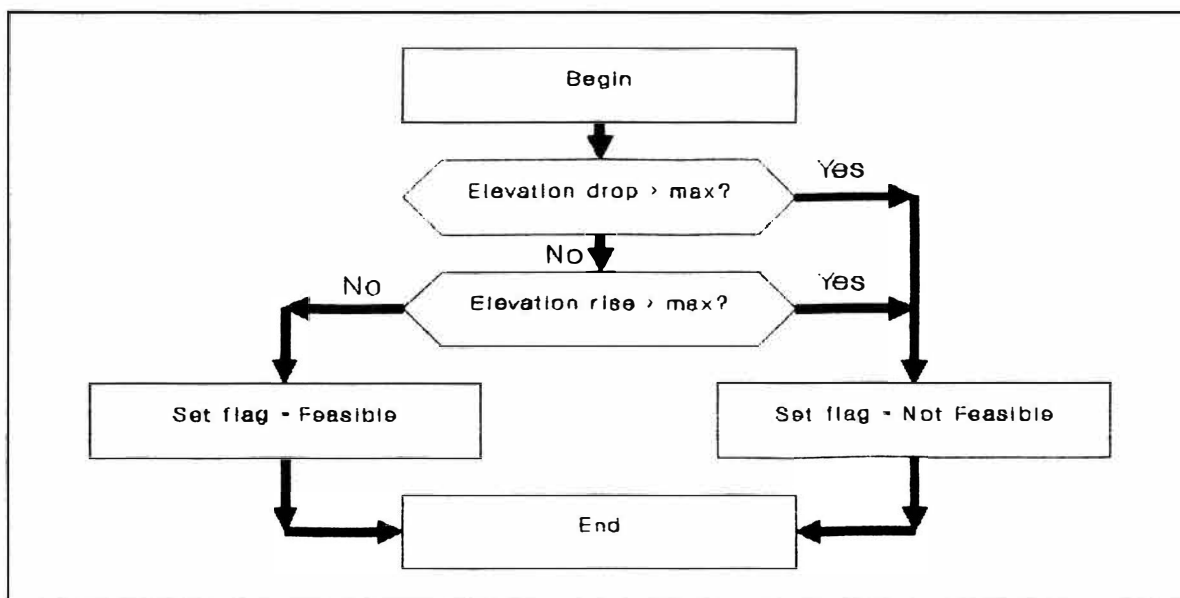 Begin
Elevation drop > max?
Yes
No
Elevation rise > max?
No
Yes
Set flag = Feasible
Set flag = Not Feasible
End